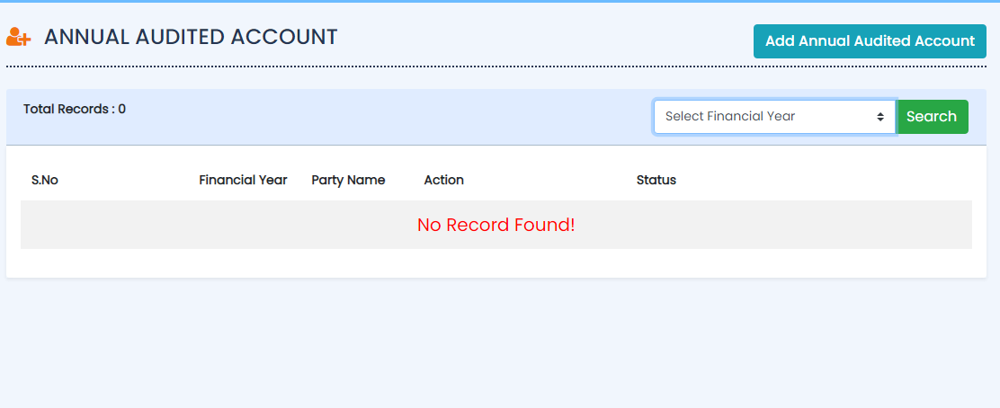 ANNUAL AUDITED ACCOUNT
Add Annual Audited Account
Total Records : 0
Select Financial Year
Search
S.No Financial Year Party Name Action Status
No Record Found!